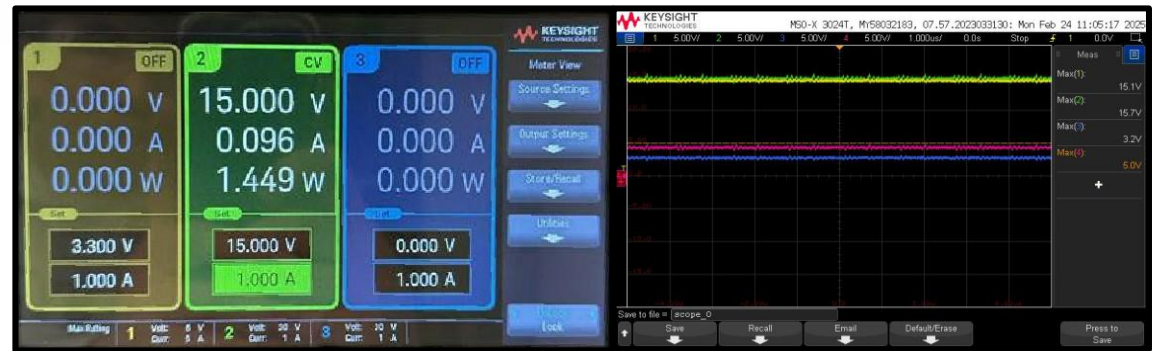 KEYSIGHT
TECHNOLOGIES
1 OFF
0.000 V
0.000 A
0.000 W
Set
3.300 V
1.000 A
2 CV
15.000 V
0.096 A
1.449 W
Set
15.000 V
1.000 A
3 OFF
0.000 V
0.000 A
0.000 W
Set
0.000 V
1.000 A
Meter View
Source Settings
Output Settings
Store/Recall
Utilities
Lock
Max Rating 1 Volt: 6 V 2 Volt: 30 V 3 Volt: 30 V
Curr: 5 A Curr: 1 A Curr: 1 A
KEYSIGHT
TECHNOLOGIES
MSO-X 3024T, MY58032183, 07.57.2023033130: Mon Feb 24 11:05:17 2025
1 5.00V/ 2 5.00V/ 3 5.00V/ 4 5.00V/ 1.000us/ 0.0s Stop 1 0.0V
Meas
Max(1):
15.1V
Max(2):
15.7V
Max(3):
3.2V
Max(4):
5.0V
Save to file = scope_0
Save
Recall
Email
Default/Erase
Press to
Save